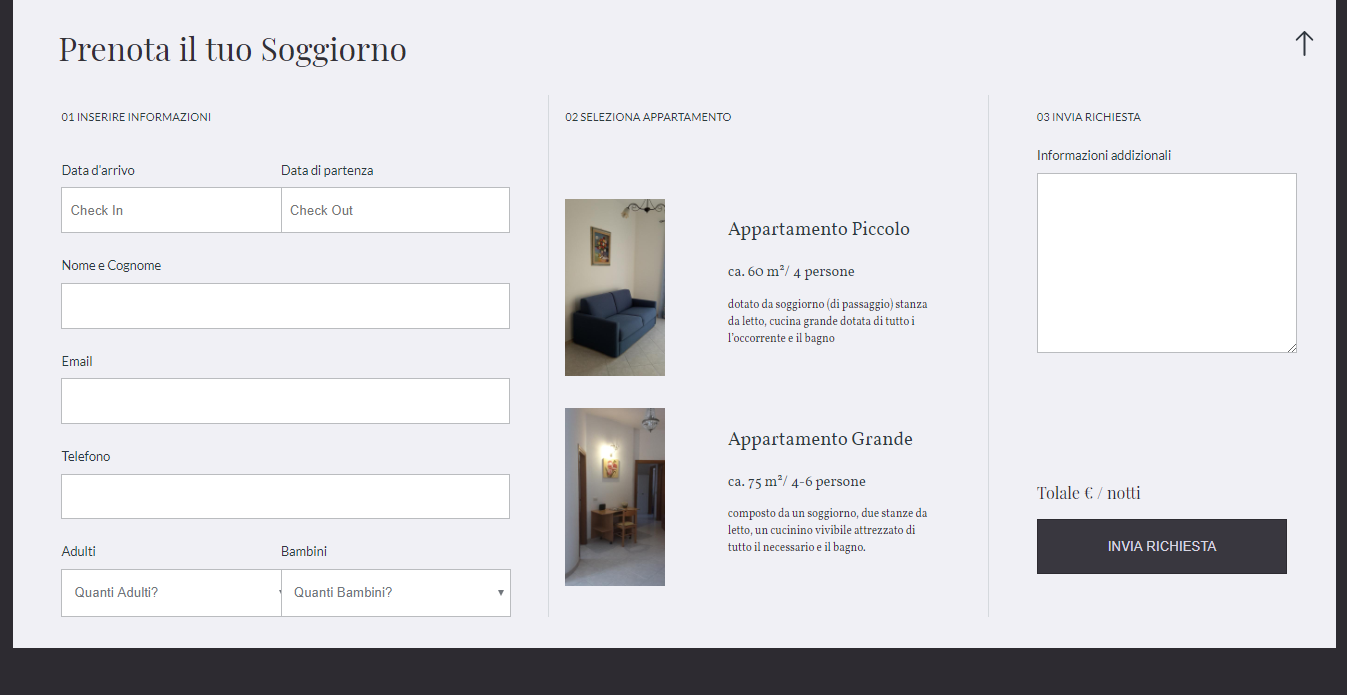 Prenota il tuo Soggiorno
01 INSERIRE INFORMAZIONI
Data d'arrivo
Data di partenza
Check In
Check Out
Nome e Cognome
Email
Telefono
Adulti
Bambini
Quanti Adulti?
Quanti Bambini?
02 SELEZIONA APPARTAMENTO
Appartamento Piccolo
ca. 60 m²/ 4 persone
dotato da soggiorno (di passaggio) stanza
da letto, cucina grande dotata di tutto i
l'occorrente e il bagno
Appartamento Grande
ca. 75 m²/ 4-6 persone
composto da un soggiorno, due stanze da
letto, un cucinino vivibile attrezzato di
tutto il necessario e il bagno.
03 INVIA RICHIESTA
Informazioni addizionali
Tolale € / notti
INVIA RICHIESTA